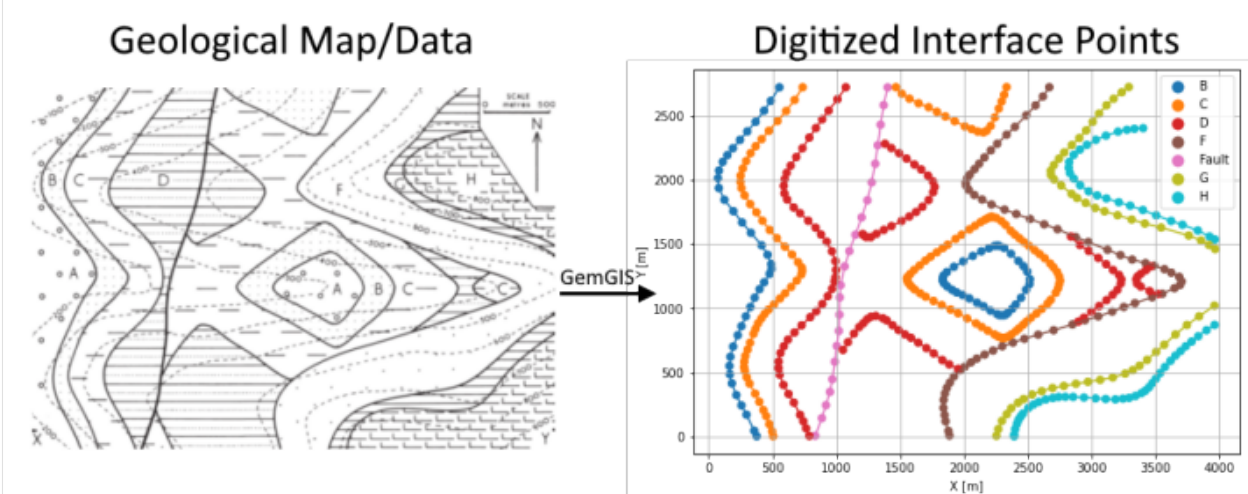 Geological Map/Data
Digitized Interface Points
SCALE
metres 500
0
N
B
C
D
F
H
A
A
B
C
C
X
Y
GemGIS
B
C
D
F
Fault
G
H
2500
2000
1500
1000
500
0
Y [m]
0
500
1000
1500
2000
2500
3000
3500
4000
X [m]